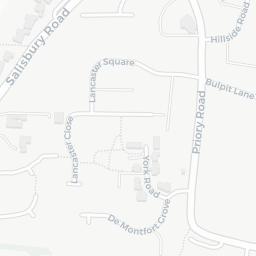 Salisbury Road
Hillside Road
Lancaster Square
Bulpit Lane
Lancaster Close
Priory Road
York Road
De Montfort Grove